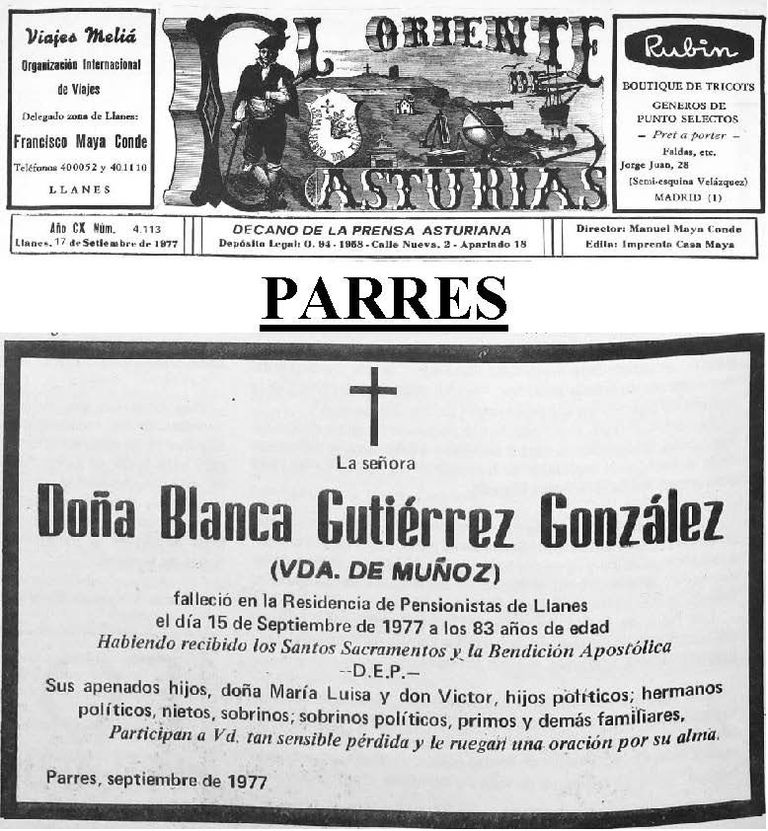 Viajes Meliá
Organización Internacional
de Viajes
Delegado zona de Llanes:
Francisco Maya Conde
Teléfonos 400052 y 401110
LLANES
EL ORIENTE
DE
ASTURIAS
Rubin
BOUTIQUE DE TRICOTS
GENEROS DE
PUNTO SELECTOS
- Pret a porter -
Faldas, etc.
Jorge Juan, 28
(Semi-esquina Velázquez)
MADRID (1)
Año CX Núm. 4.113
Llanes, 17 de Setiembre de 1977
DECANO DE LA PRENSA ASTURIANA
Depósito Legal: O. 94-1958 - Calle Nueva, 2 - Apartado 18
Director: Manuel Maya Conde
Edita: Imprenta Casa Maya
PARRES
La señora
Doña Blanca Gutiérrez González
(VDA. DE MUÑOZ)
falleció en la Residencia de Pensionistas de Llanes
el día 15 de Septiembre de 1977 a los 83 años de edad
Habiendo recibido los Santos Sacramentos y la Bendición Apostólica
--D.E.P.—
Sus apenados hijos, doña María Luisa y don Victor, hijos políticos; hermanos
políticos, nietos, sobrinos; sobrinos políticos, primos y demás familiares,
Participan a Vd. tan sensible pérdida y le ruegan una oración por su alma.
Parres, septiembre de 1977